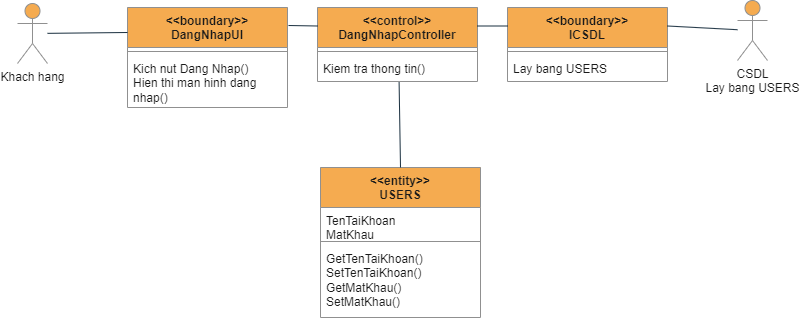 Khach hang
<<boundary>>
DangNhapUI
Kich nut Dang Nhap()
Hien thi man hinh dang
nhap()
<<control>>
DangNhapController
Kiem tra thong tin()
<<boundary>>
ICSDL
Lay bang USERS
CSDL
Lay bang USERS
<<entity>>
USERS
TenTaiKhoan
MatKhau
GetTenTaiKhoan()
SetTenTaiKhoan()
GetMatKhau()
SetMatKhau()